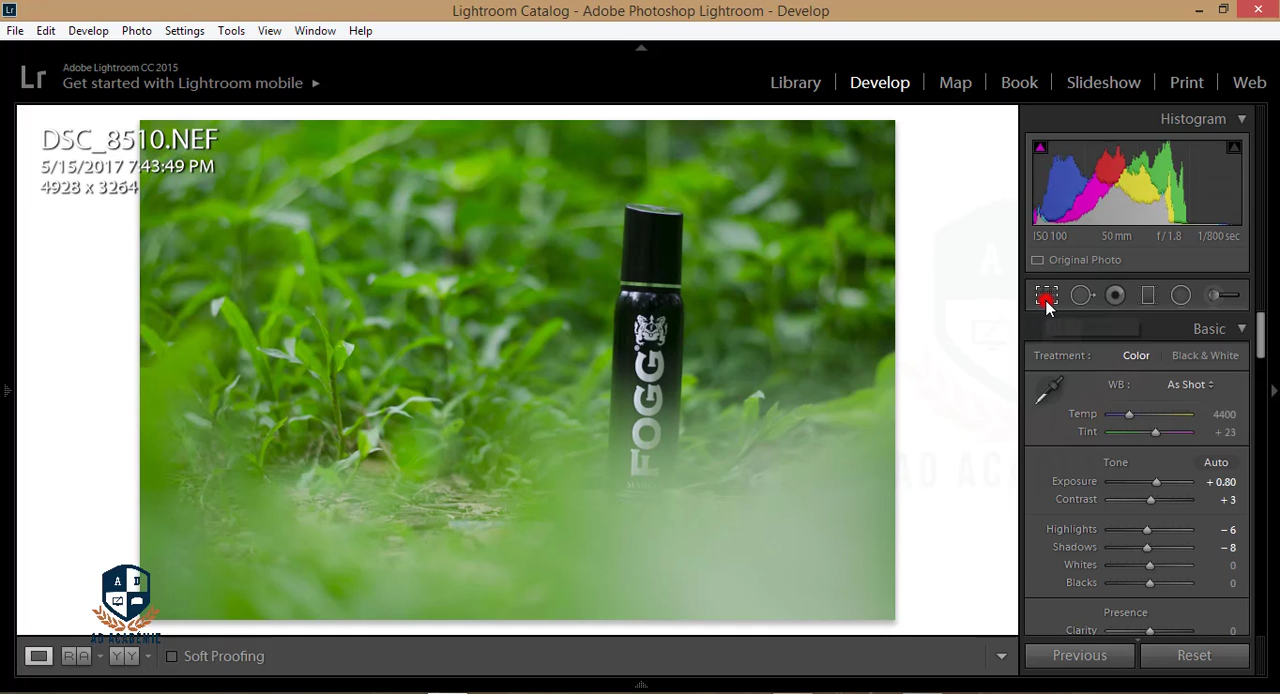 Lr
Lightroom Catalog - Adobe Photoshop Lightroom - Develop
File Edit Develop Photo Settings Tools View Window Help
Lr
Adobe Lightroom CC 2015
Get started with Lightroom mobile
Library Develop Map Book Slideshow Print Web
DSC_8510.NEF
5/15/2017 7:43:49 PM
4928 x 3264
FOGG
Histogram
ISO 100 50 mm f / 1.8 1/800 sec
Original Photo
Basic
Treatment : Color Black & White
WB : As Shot
Temp 4400
Tint + 23
Tone Auto
Exposure + 0.80
Contrast + 3
Highlights – 6
Shadows – 8
Whites 0
Blacks 0
Presence
Clarity 0
A D
AD ACADÉMIE
R A Y Y Soft Proofing
Previous Reset